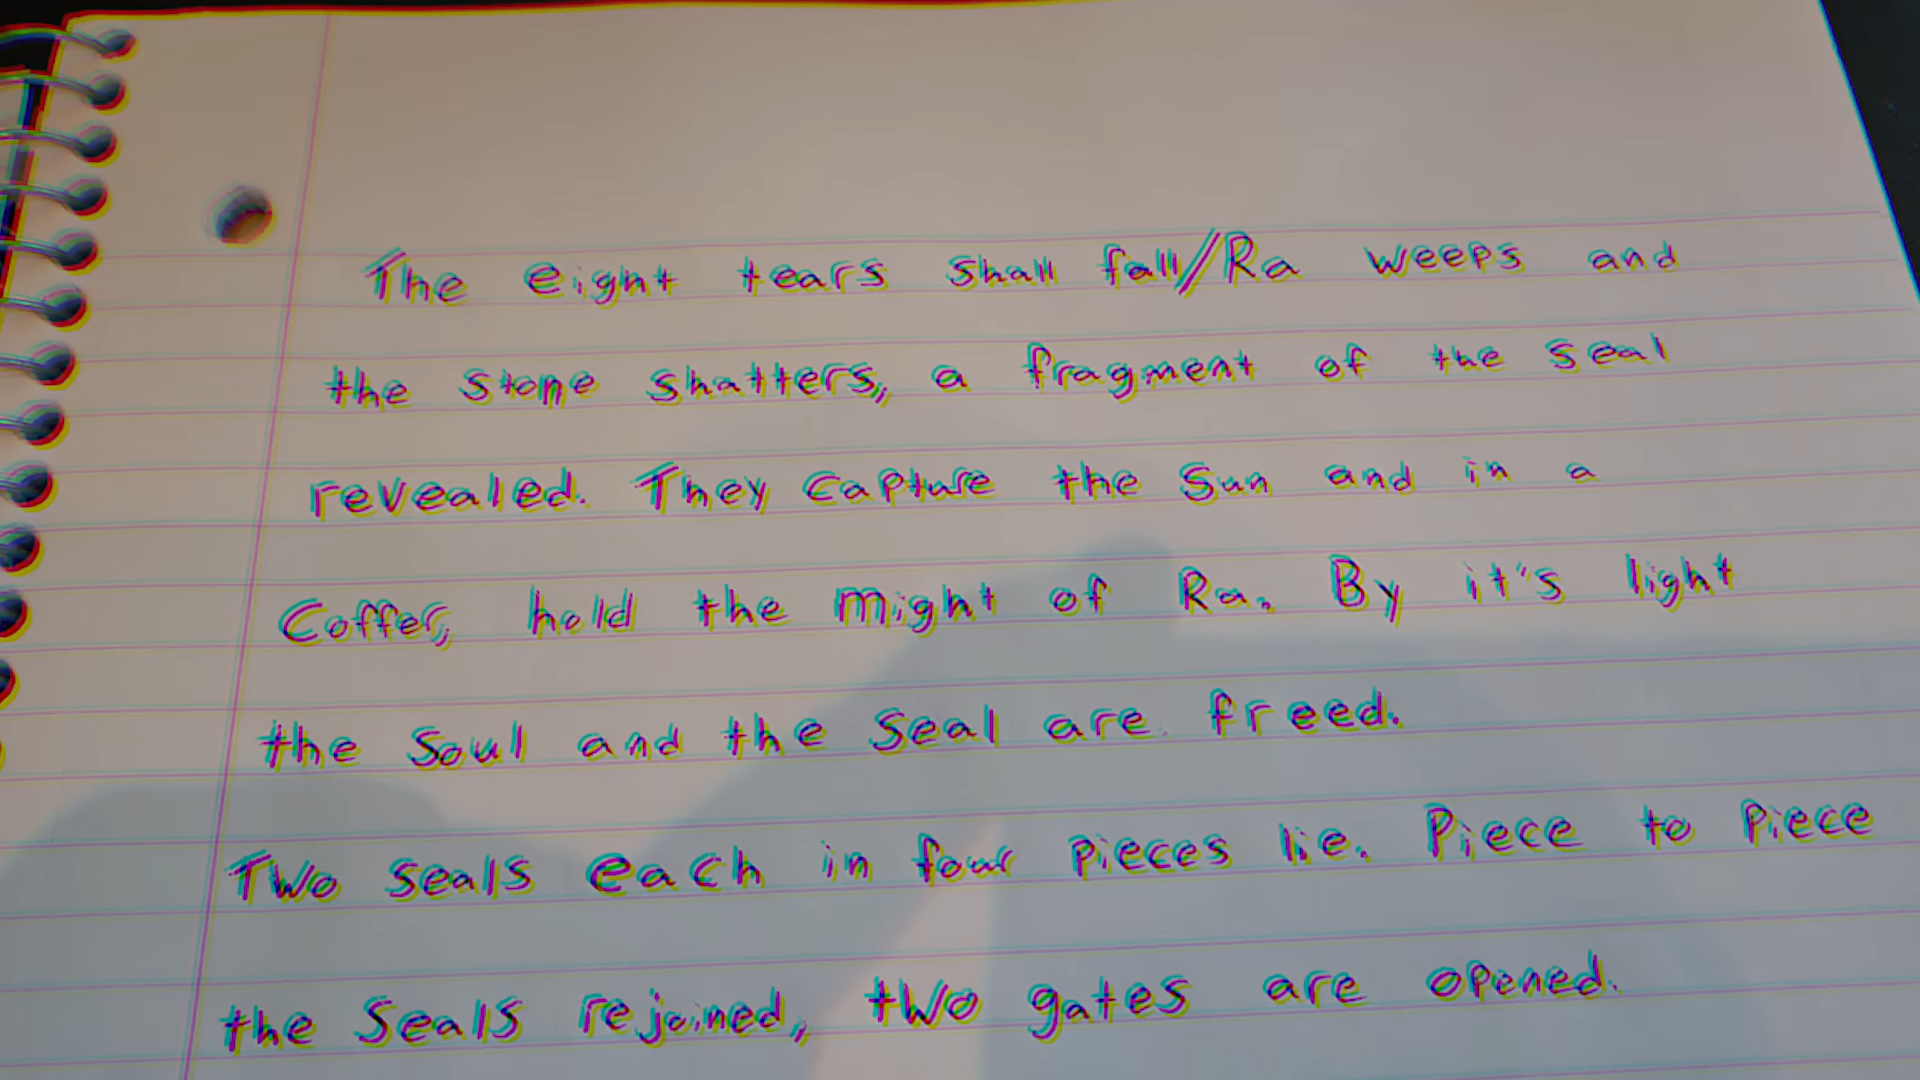 The eight tears shall fall/Ra weeps and
the stone shatters, a fragment of the seal
revealed. They capture the Sun and in a
Coffer, hold the might of Ra. By it's light
the soul and the seal are freed.
Two seals each in four pieces lie. Piece to piece
the seals rejoined, two gates are opened.